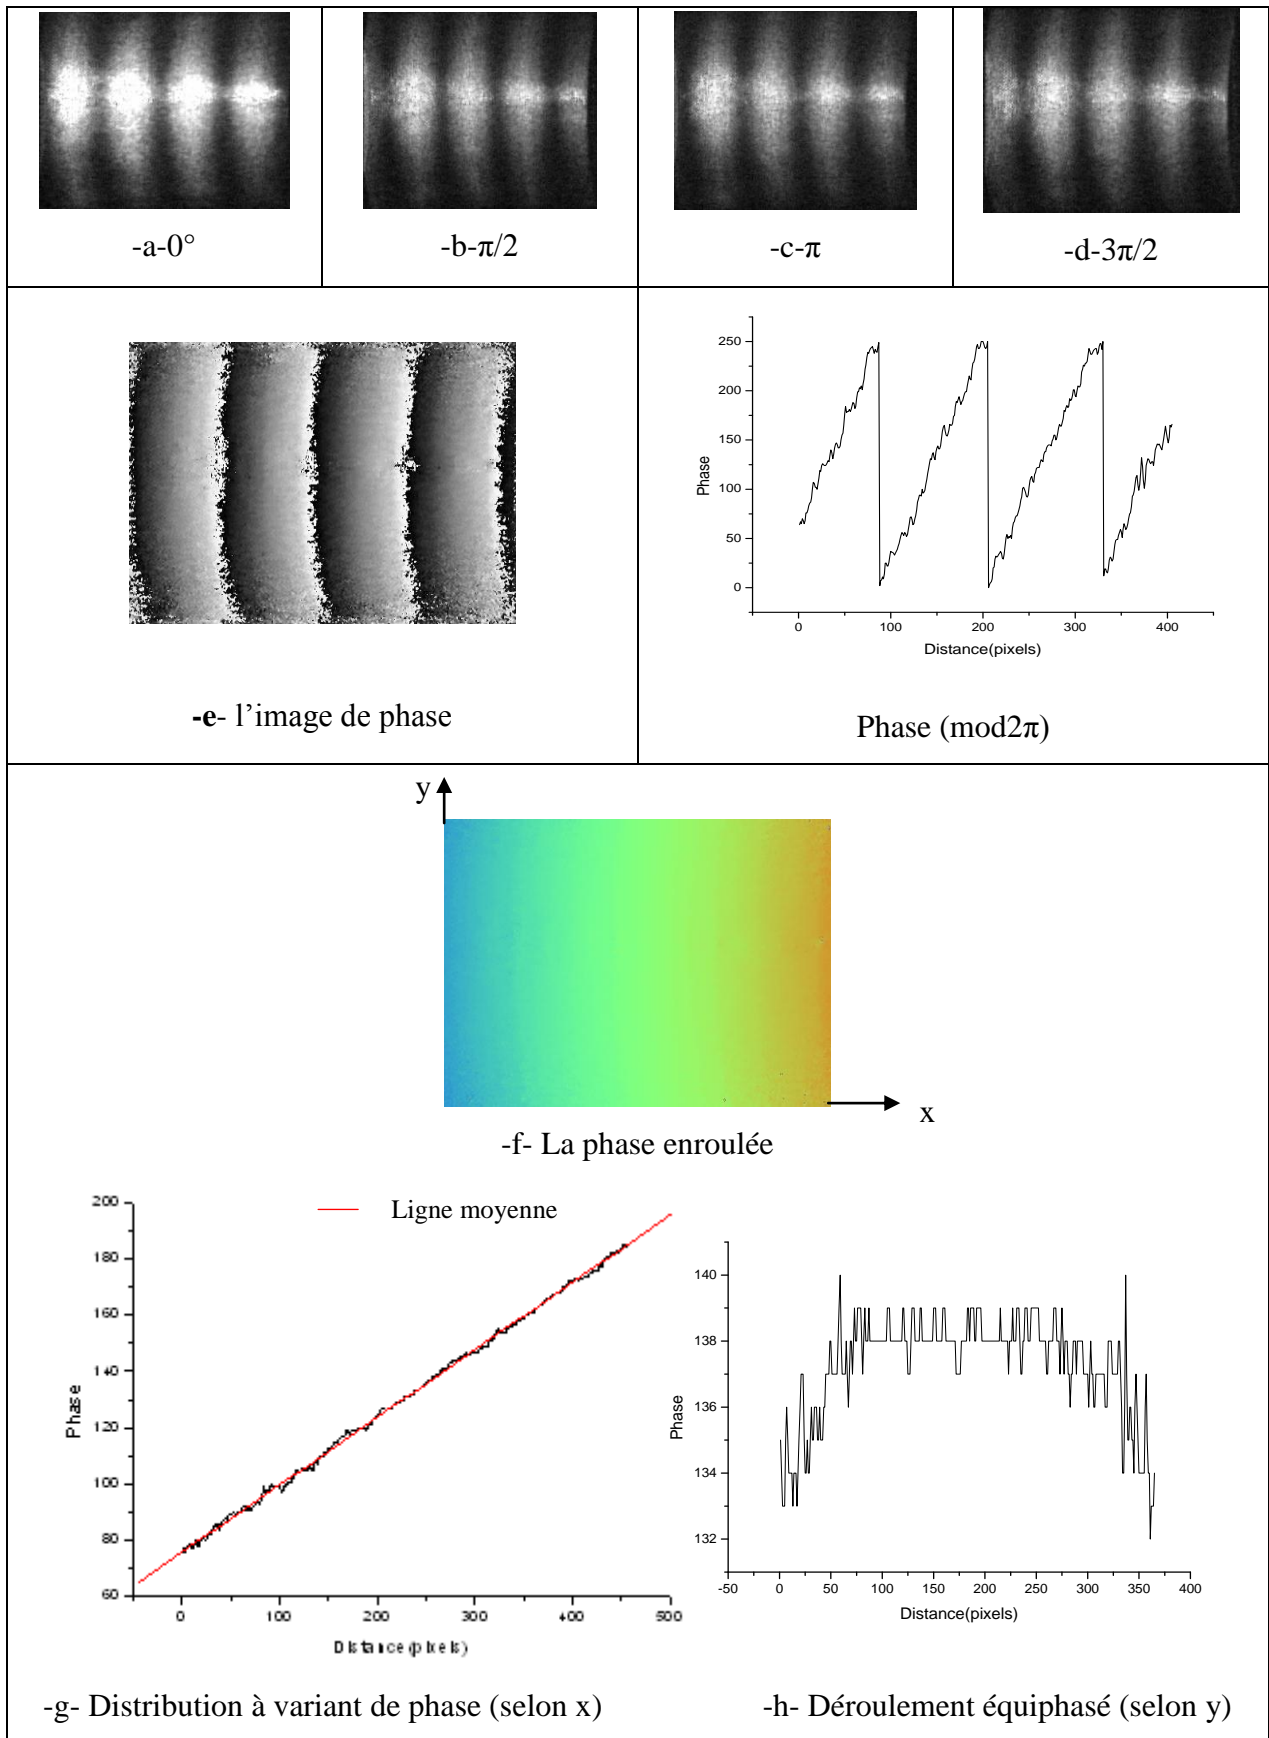 -a-0°
-b-π/2
-c-π
-d-3π/2
250
200
150
100
50
0
Phase
0 100 200 300 400
Distance(pixels)
-e- l’image de phase
Phase (mod2π)
y
x
-f- La phase enroulée
200
180
160
140
120
100
80
60
Phase
Ligne moyenne
0 100 200 300 400 500
Distance(pixels)
140
138
136
134
132
Phase
-50 0 50 100 150 200 250 300 350 400
Distance(pixels)
-g- Distribution à variant de phase (selon x)
-h- Déroulement équiphasé (selon y)